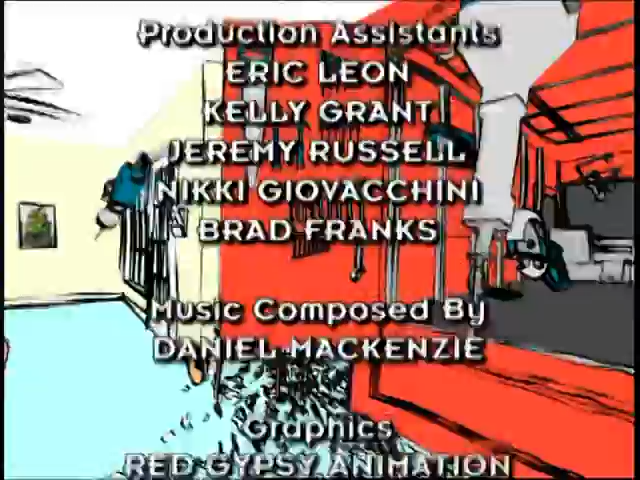 Production Assistants
ERIC LEON
KELLY GRANT
JEREMY RUSSELL
NIKKI GIOVACCHINI
BRAD FRANKS
Music Composed By
DANIEL MACKENZIE
Graphics
RED GYPSY ANIMATION